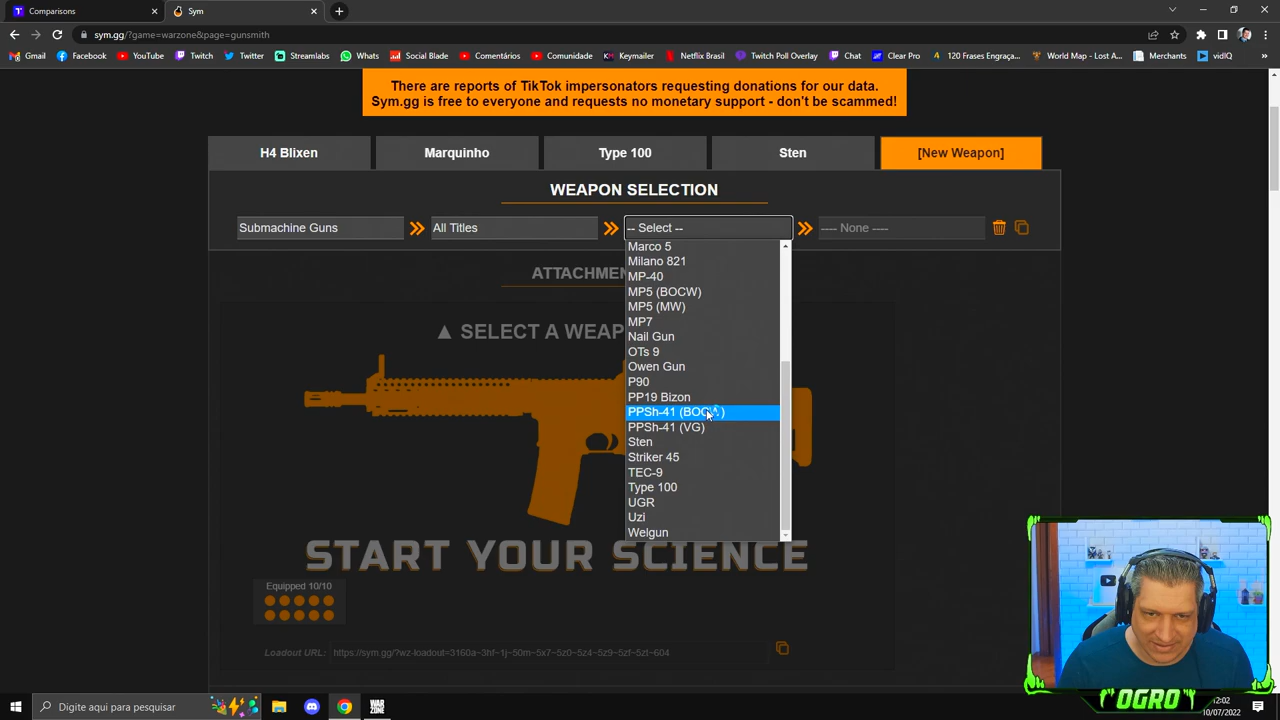 Comparisons
Sym
sym.gg/?game=warzone&page=gunsmith
Gmail
Facebook
YouTube
Twitch
Twitter
Streamlabs
Whats
Social Blade
Comentários
Comunidade
Keymailer
Netflix Brasil
Twitch Poll Overlay
Chat
Clear Pro
120 Frases Engraça...
World Map - Lost A...
Merchants
vidIQ
There are reports of TikTok impersonators requesting donations for our data.
Sym.gg is free to everyone and requests no monetary support - don't be scammed!
H4 Blixen
Marquinho
Type 100
Sten
[New Weapon]
WEAPON SELECTION
Submachine Guns
All Titles
-- Select --
---- None ----
Marco 5
Milano 821
MP-40
MP5 (BOCW)
MP5 (MW)
MP7
Nail Gun
OTs 9
Owen Gun
P90
PP19 Bizon
PPSh-41
PPSh-41 (VG)
Sten
Striker 45
TEC-9
Type 100
UGR
Uzi
Welgun
▲ SELECT A
START YOUR SCIENCE
Equipped 10/10
Loadout URL:
https://sym.gg/?wz-loadout=3160a-3hf-1j-50m-5x7-5z0-5z4-5z9-5zf-5zt-604
OGRO
Digite aqui para pesquisar
WAR
ZONE
12:02
10/07/2022